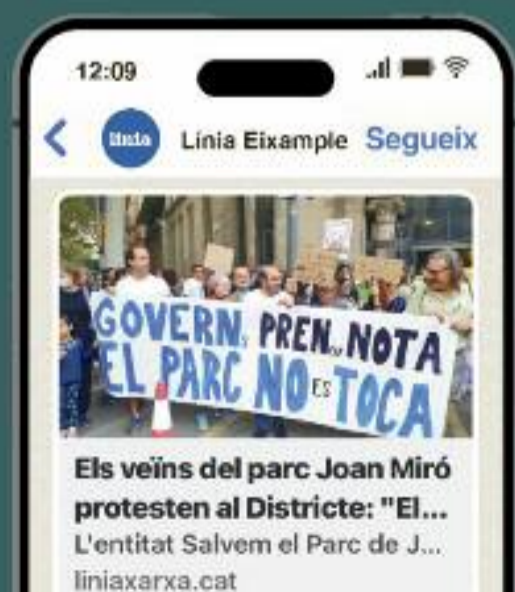 12:09
línia
Línia Eixample
Segueix
GOVERN, PREN NOTA
EL PARC NO ES TOCA
Els veïns del parc Joan Miró
protesten al Districte: "El...
L'entitat Salvem el Parc de J...
liniaxarxa.cat